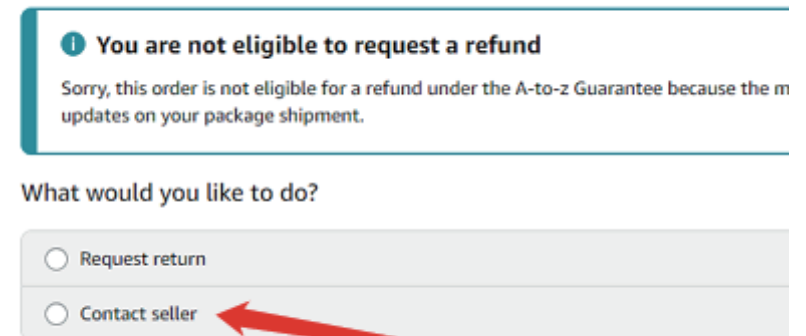 You are not eligible to request a refund
Sorry, this order is not eligible for a refund under the A-to-z Guarantee because the
updates on your package shipment.
What would you like to do?
Request return
Contact seller